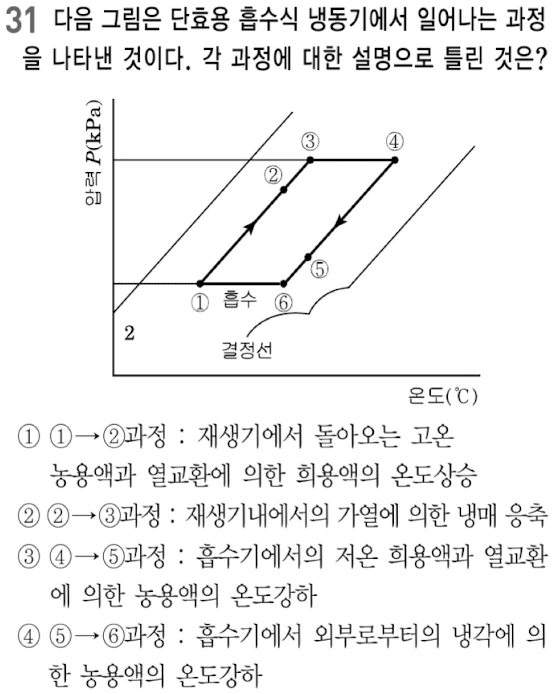 31 다음 그림은 단효용 흡수식 냉동기에서 일어나는 과정
을 나타낸 것이다. 각 과정에 대한 설명으로 틀린 것은?
압력 P(kPa)
③ ④
②
⑤
① 흡수 ⑥
2
결정선
온도(℃)
① ①→②과정 : 재생기에서 돌아오는 고온
농용액과 열교환에 의한 희용액의 온도상승
② ②→③과정 : 재생기내에서의 가열에 의한 냉매 응축
③ ④→⑤과정 : 흡수기에서의 저온 희용액과 열교환
에 의한 농용액의 온도강하
④ ⑤→⑥과정 : 흡수기에서 외부로부터의 냉각에 의
한 농용액의 온도강하